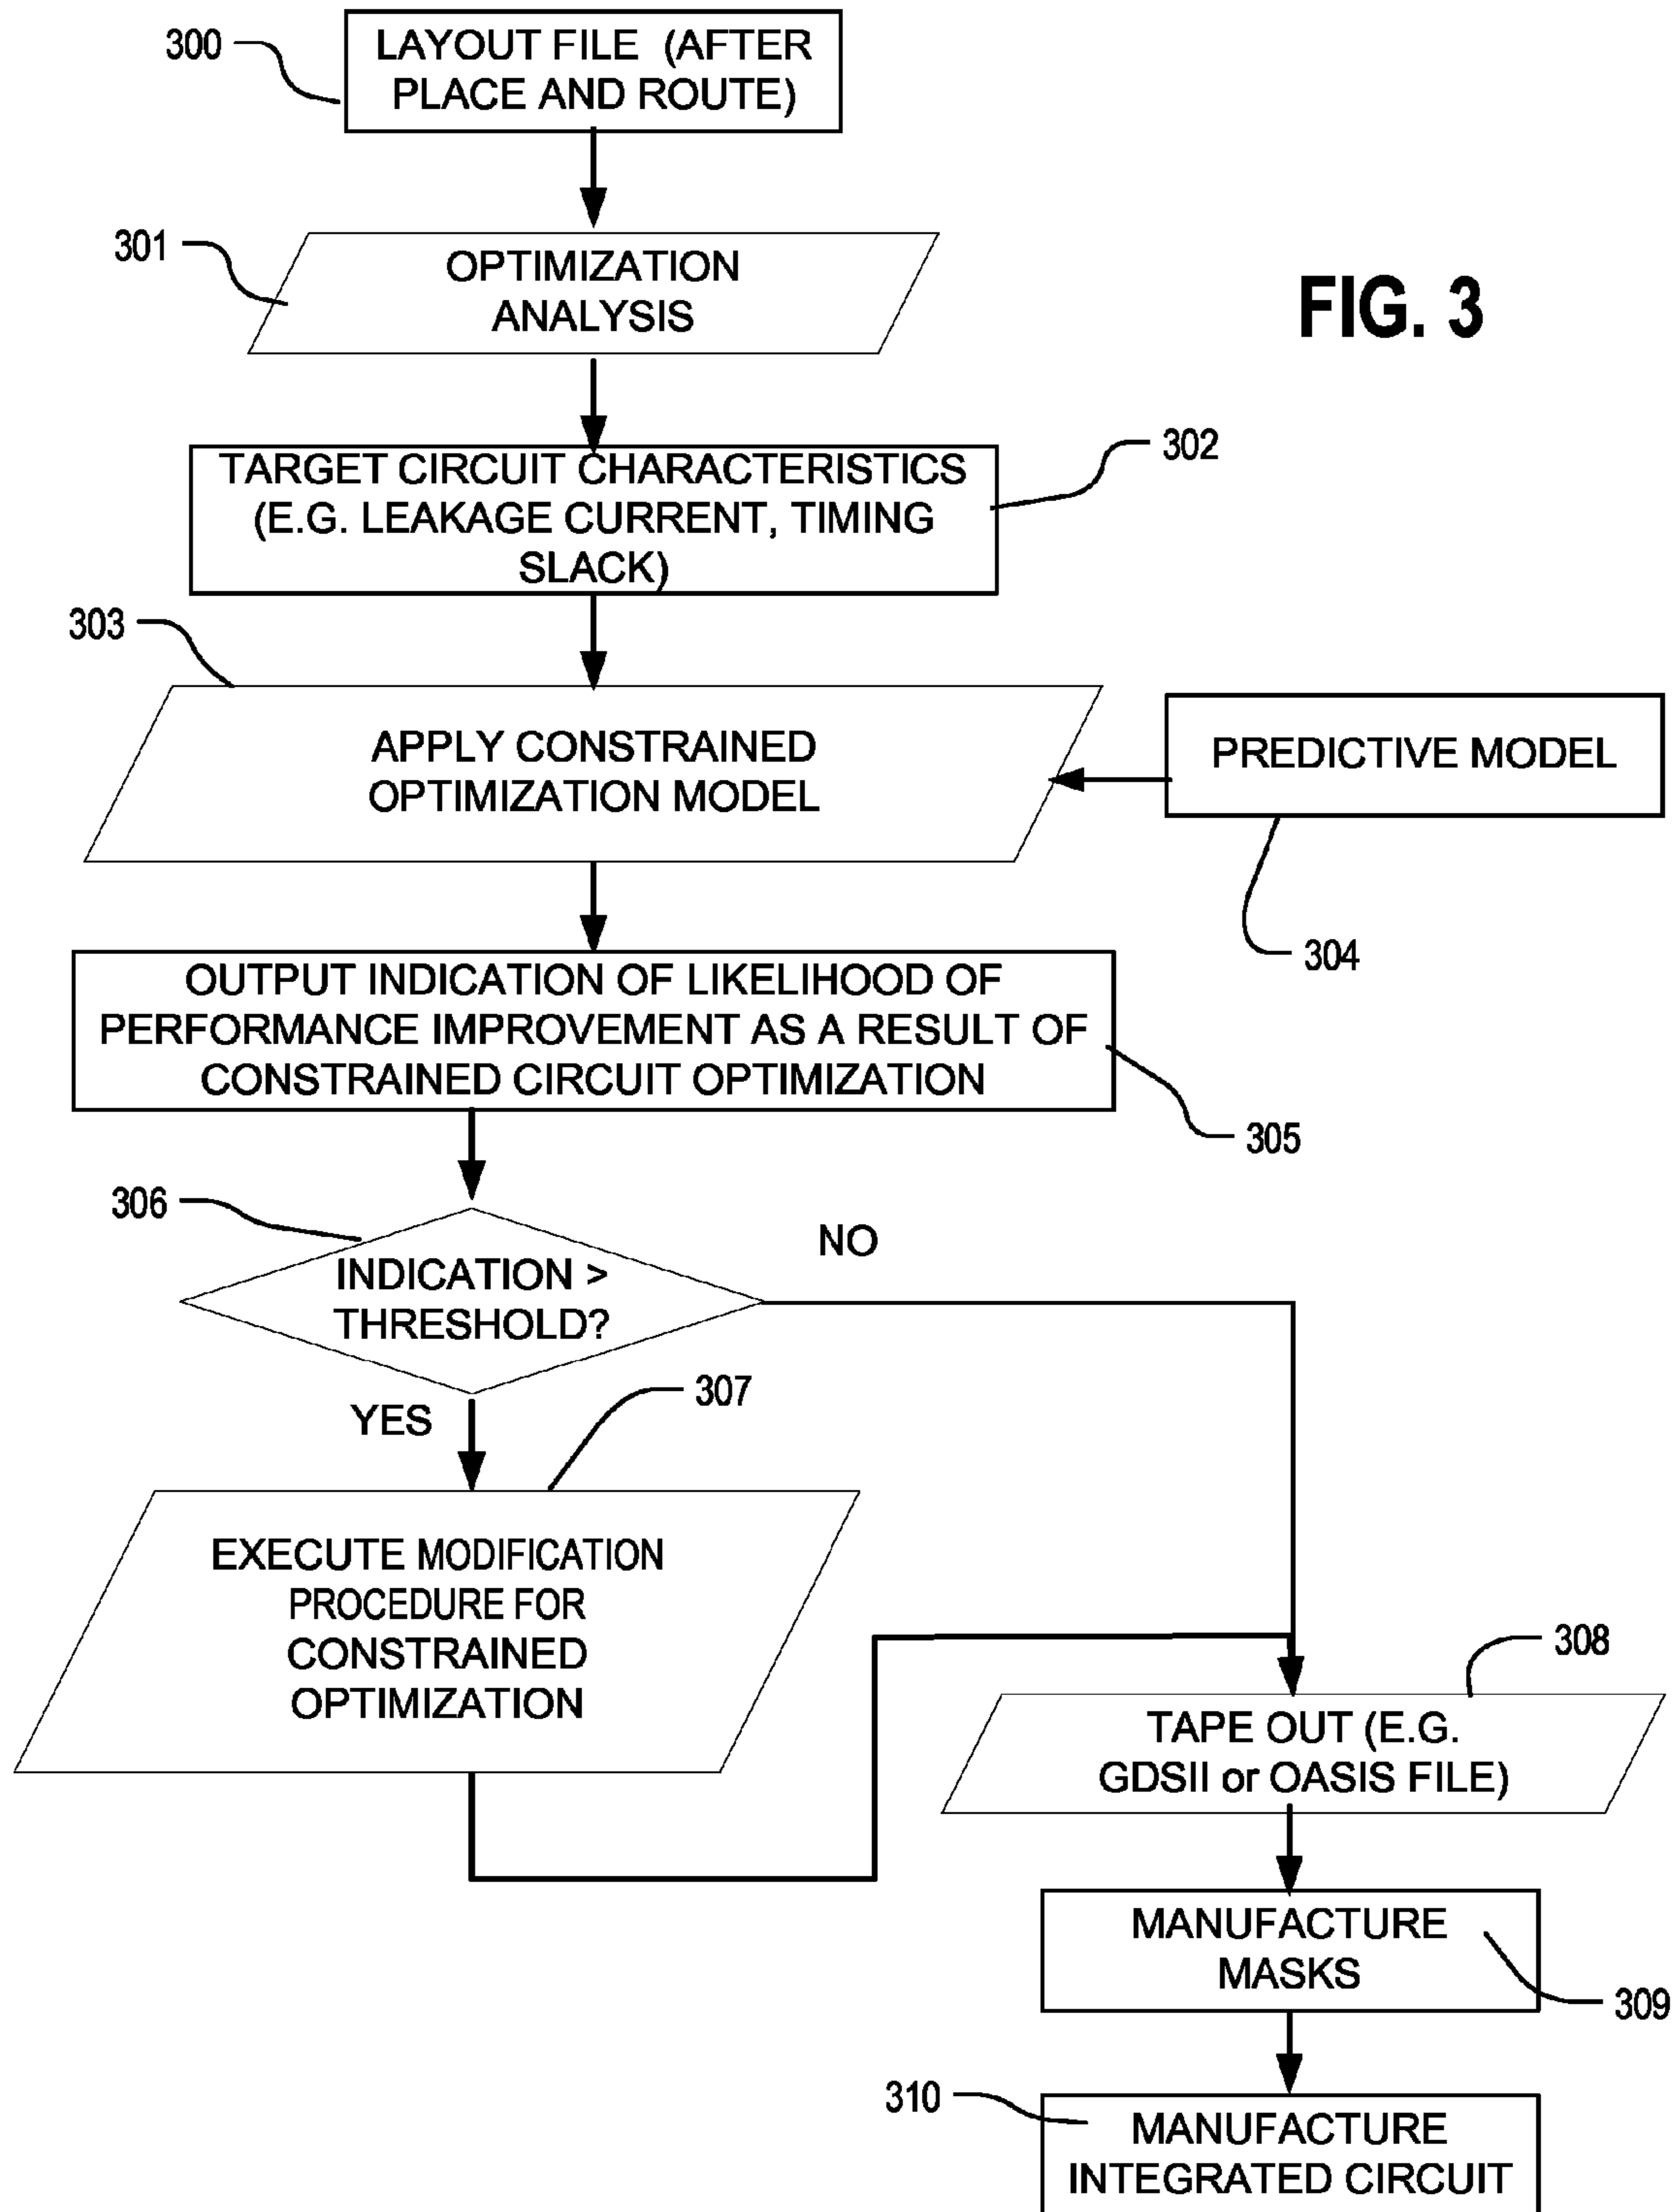 300
LAYOUT FILE (AFTER
PLACE AND ROUTE)
301
OPTIMIZATION
ANALYSIS
FIG. 3
302
TARGET CIRCUIT CHARACTERISTICS
(E.G. LEAKAGE CURRENT, TIMING
SLACK)
303
APPLY CONSTRAINED
OPTIMIZATION MODEL
PREDICTIVE MODEL
304
OUTPUT INDICATION OF LIKELIHOOD OF
PERFORMANCE IMPROVEMENT AS A RESULT OF
CONSTRAINED CIRCUIT OPTIMIZATION
305
306
INDICATION >
THRESHOLD?
NO
YES
307
EXECUTE MODIFICATION
PROCEDURE FOR
CONSTRAINED
OPTIMIZATION
308
TAPE OUT (E.G.
GDSII or OASIS FILE)
MANUFACTURE
MASKS
309
310
MANUFACTURE
INTEGRATED CIRCUIT